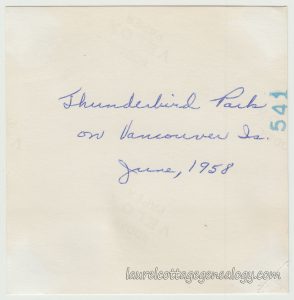 Thunderbird Park
on Vancouver Is.
June, 1958
541
laurelcottagegenealogy.com